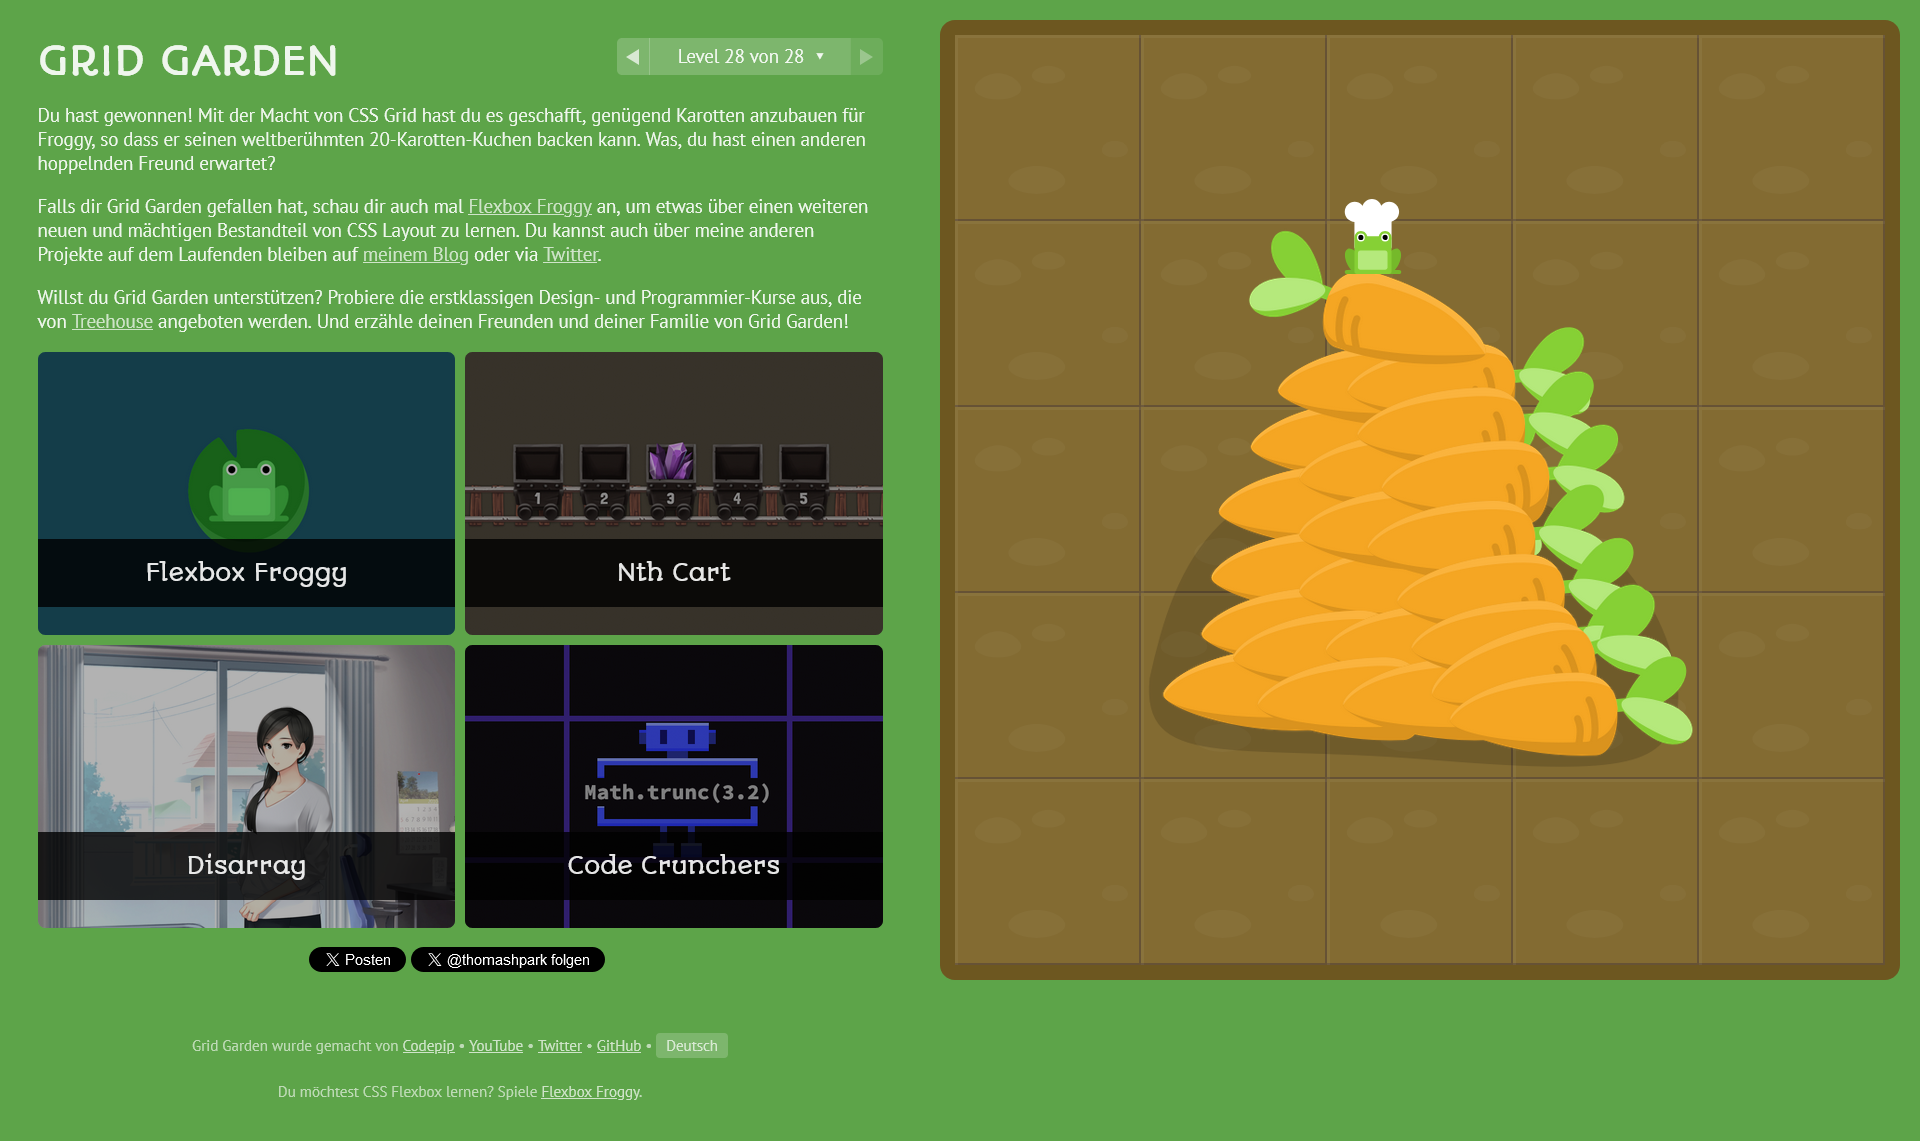 GRID GARDEN
Level 28 von 28
Du hast gewonnen! Mit der Macht von CSS Grid hast du es geschafft, genügend Karotten anzubauen für
Froggy, so dass er seinen weltberühmten 20-Karotten-Kuchen backen kann. Was, du hast einen anderen
hoppelnden Freund erwartet?
Falls dir Grid Garden gefallen hat, schau dir auch mal Flexbox Froggy an, um etwas über einen weiteren
neuen und mächtigen Bestandteil von CSS Layout zu lernen. Du kannst auch über meine anderen
Projekte auf dem Laufenden bleiben auf meinem Blog oder via Twitter.
Willst du Grid Garden unterstützen? Probiere die erstklassigen Design- und Programmier-Kurse aus, die
von Treehouse angeboten werden. Und erzähle deinen Freunden und deiner Familie von Grid Garden!
Flexbox Froggy
1 2 3 4 5
Nth Cart
Disarray
Math.trunc(3.2)
Code Crunchers
Posten
@thomashpark folgen
Grid Garden wurde gemacht von Codepip • YouTube • Twitter • GitHub • Deutsch
Du möchtest CSS Flexbox lernen? Spiele Flexbox Froggy.